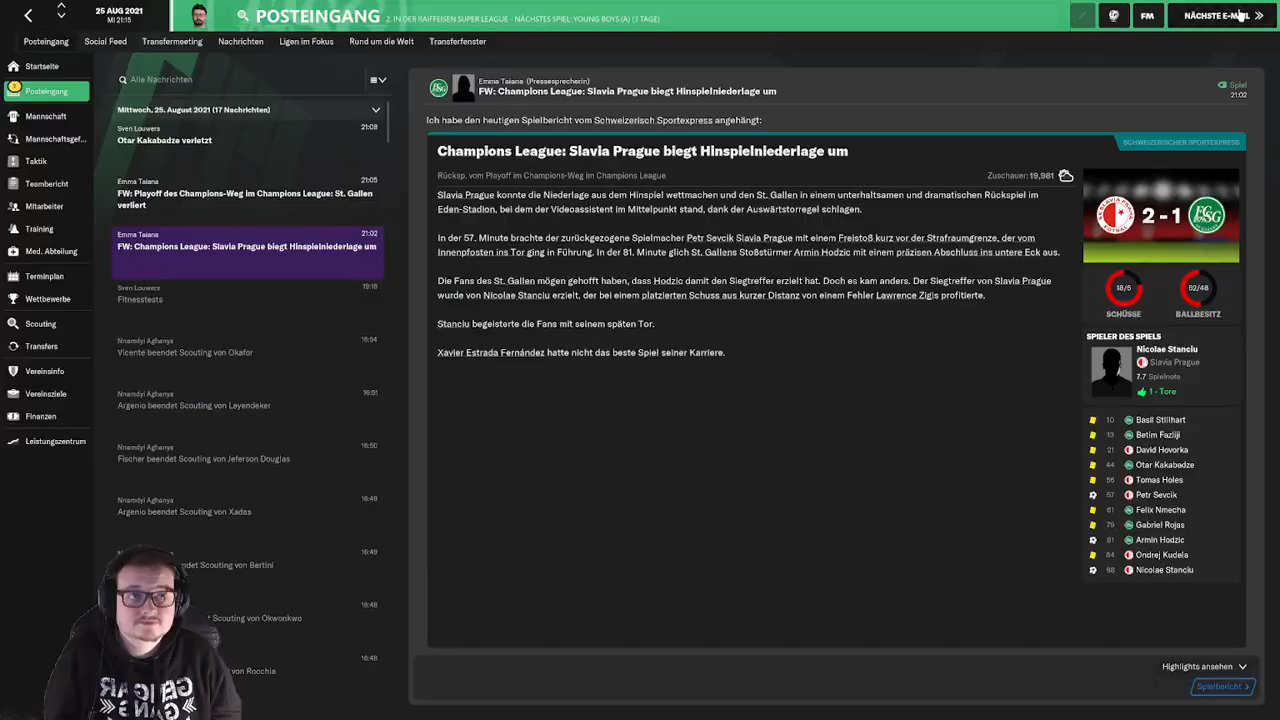 25 AUG 2021
MI 21:15
POSTEINGANG
2. IN DER RAIFFEISEN SUPER LEAGUE - NÄCHSTES SPIEL: YOUNG BOYS (A) (3 TAGE)
FM
NÄCHSTE E-MAIL
Posteingang
Social Feed
Transfermeeting
Nachrichten
Ligen im Fokus
Rund um die Welt
Transferfenster
Startseite
Posteingang
Mannschaft
Mannschaftsgef...
Taktik
Teambericht
Mitarbeiter
Training
Med. Abteilung
Terminplan
Wettbewerbe
Scouting
Transfers
Vereinsinfo
Vereinsziele
Finanzen
Leistungszentrum
Alle Nachrichten
Mittwoch, 25. August 2021 (17 Nachrichten)
Sven Louwers 21:08
Otar Kakabadze verletzt
Emma Taiana 21:05
FW: Playoff des Champions-Weg im Champions League: St. Gallen
verliert
Emma Taiana 21:02
FW: Champions League: Slavia Prague biegt Hinspielniederlage um
Sven Louwers 19:16
Fitnesstests
Nnamdyj Aghanya 16:54
Vicente beendet Scouting von Okafor
Nnamdyj Aghanya 16:51
Argenio beendet Scouting von Leyendeker
Nnamdyj Aghanya 16:50
Fischer beendet Scouting von Jeferson Douglas
Nnamdyj Aghanya 16:49
Argenio beendet Scouting von Xadas
16:49
ndet Scouting von Bertini
16:48
Scouting von Okwonkwo
16:48
von Rocchia
Emma Taiana (Pressesprecherin)
FW: Champions League: Slavia Prague biegt Hinspielniederlage um
Spiel
21:02
Ich habe den heutigen Spielbericht vom Schweizerisch Sportexpress angehängt:
SCHWEIZERISCHER SPORTEXPRESS
Champions League: Slavia Prague biegt Hinspielniederlage um
Rücksp. vom Playoff im Champions-Weg im Champions League
Zuschauer: 19,981
Slavia Prague konnte die Niederlage aus dem Hinspiel wettmachen und den St. Gallen in einem unterhaltsamen und dramatischen Rückspiel im
Eden-Stadion, bei dem der Videoassistent im Mittelpunkt stand, dank der Auswärtstorregel schlagen.
In der 57. Minute brachte der zurückgezogene Spielmacher Petr Sevcik Slavia Prague mit einem Freistoß kurz vor der Strafraumgrenze, der vom
Innenpfosten ins Tor ging in Führung. In der 81. Minute glich St. Gallens Stoßstürmer Armin Hodzic mit einem präzisen Abschluss ins untere Eck aus.
Die Fans des St. Gallen mögen gehofft haben, dass Hodzic damit den Siegtreffer erzielt hat. Doch es kam anders. Der Siegtreffer von Slavia Prague
wurde von Nicolae Stanciu erzielt, der bei einem platzierten Schuss aus kurzer Distanz von einem Fehler Lawrence Zigis profitierte.
Stanciu begeisterte die Fans mit seinem späten Tor.
Xavier Estrada Fernández hatte nicht das beste Spiel seiner Karriere.
2 - 1
FCSG
18/5
52/48
SCHÜSSE
BALLBESITZ
SPIELER DES SPIELS
Nicolae Stanciu
Slavia Prague
7.7 Spielnote
1 - Tore
10 Basil Stillhart
13 Betim Fazliji
21 David Hovorka
44 Otar Kakabadze
56 Tomas Holes
57 Petr Sevcik
61 Felix Nmecha
79 Gabriel Rojas
81 Armin Hodzic
84 Ondrej Kudela
88 Nicolae Stanciu
Highlights ansehen
Spielbericht